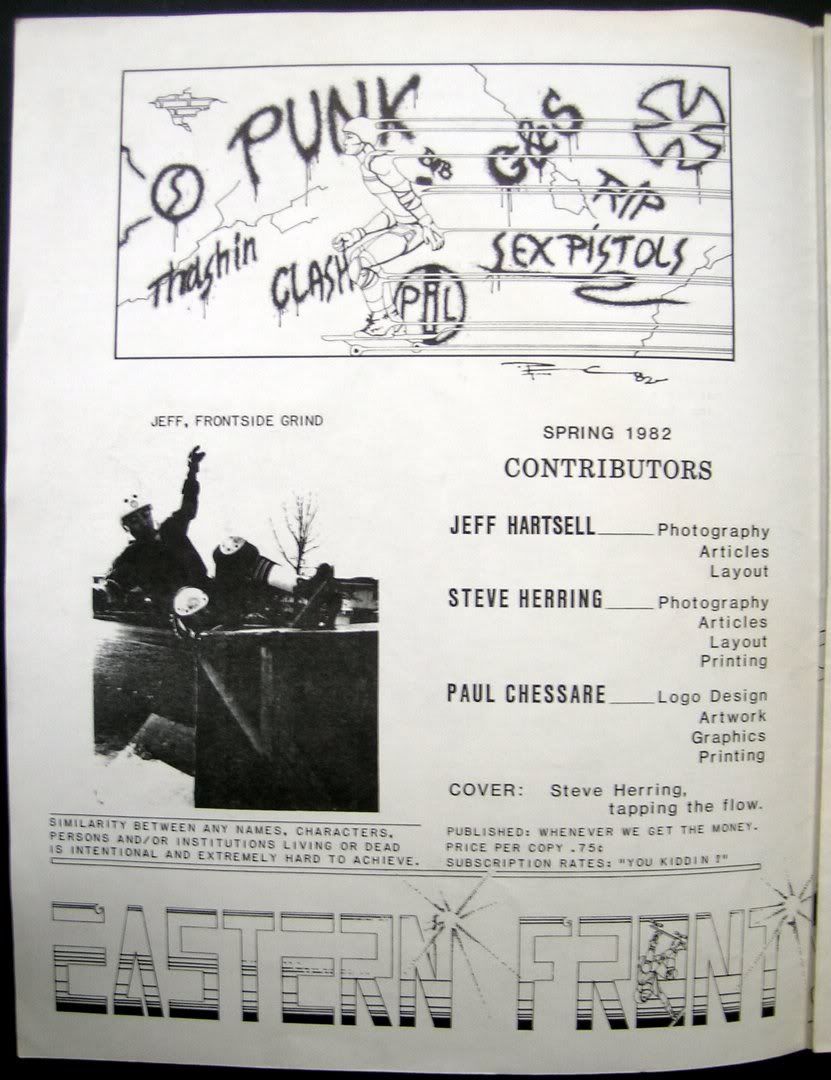 PUNK
G&S
S
RIP
Thrashin
CLASH
SEX PISTOLS
PAL
82
JEFF, FRONTSIDE GRIND
SPRING 1982
CONTRIBUTORS
JEFF HARTSELL Photography
Articles
Layout
STEVE HERRING Photography
Articles
Layout
Printing
PAUL CHESSARE Logo Design
Artwork
Graphics
Printing
COVER: Steve Herring,
tapping the flow.
SIMILARITY BETWEEN ANY NAMES, CHARACTERS,
PERSONS AND/OR INSTITUTIONS LIVING OR DEAD
IS INTENTIONAL AND EXTREMELY HARD TO ACHIEVE.
PUBLISHED: WHENEVER WE GET THE MONEY.
PRICE PER COPY .75¢
SUBSCRIPTION RATES: "YOU KIDDIN ?"
EASTERN FRONT